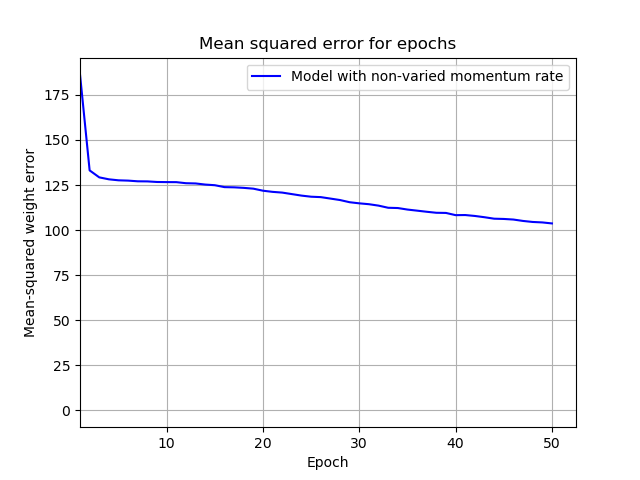 Mean squared error for epochs
Model with non-varied momentum rate
175
150
125
100
75
50
25
0
Mean-squared weight error
10 20 30 40 50
Epoch